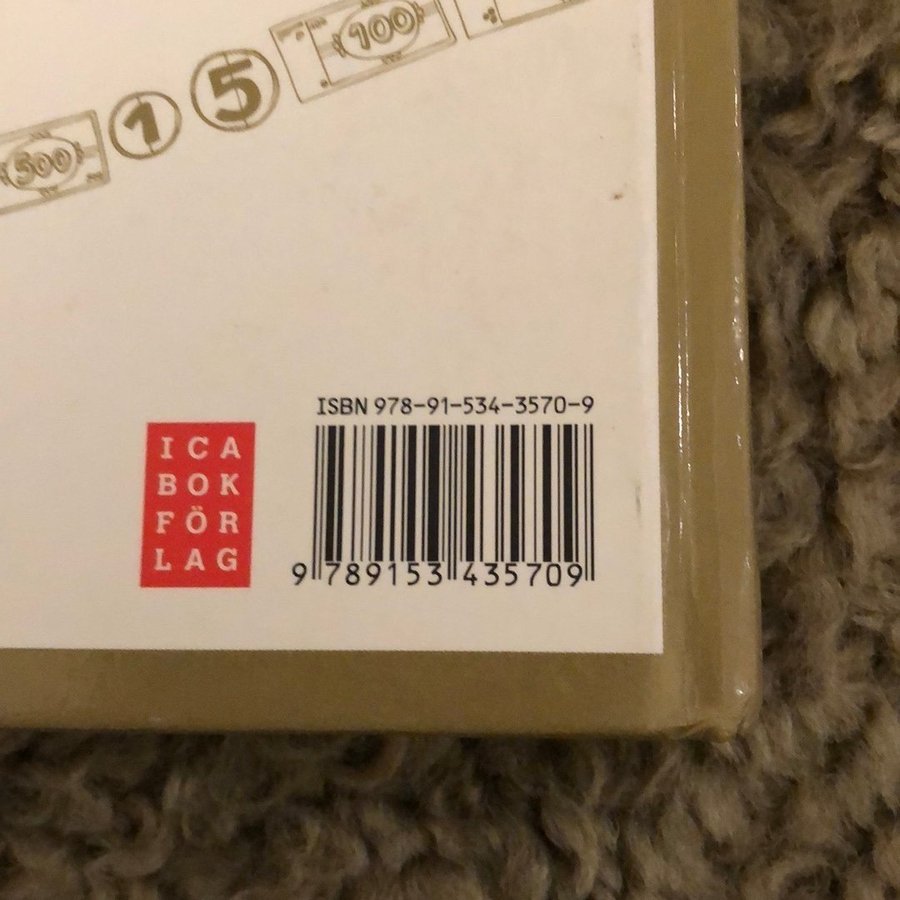 500 1 5 100
ISBN 978-91-534-3570-9
ICA
BOK
FÖR
LAG
9 789153 435709